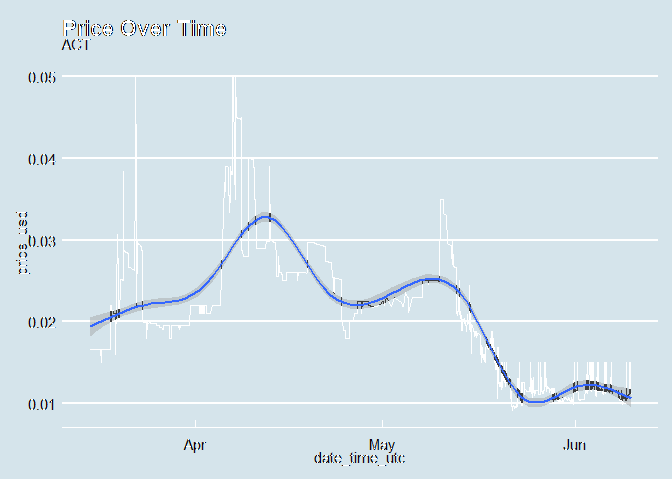 Price Over Time
ACT
0.05
0.04
0.03
0.02
0.01
price_usd
Apr
May
Jun
date_time_utc